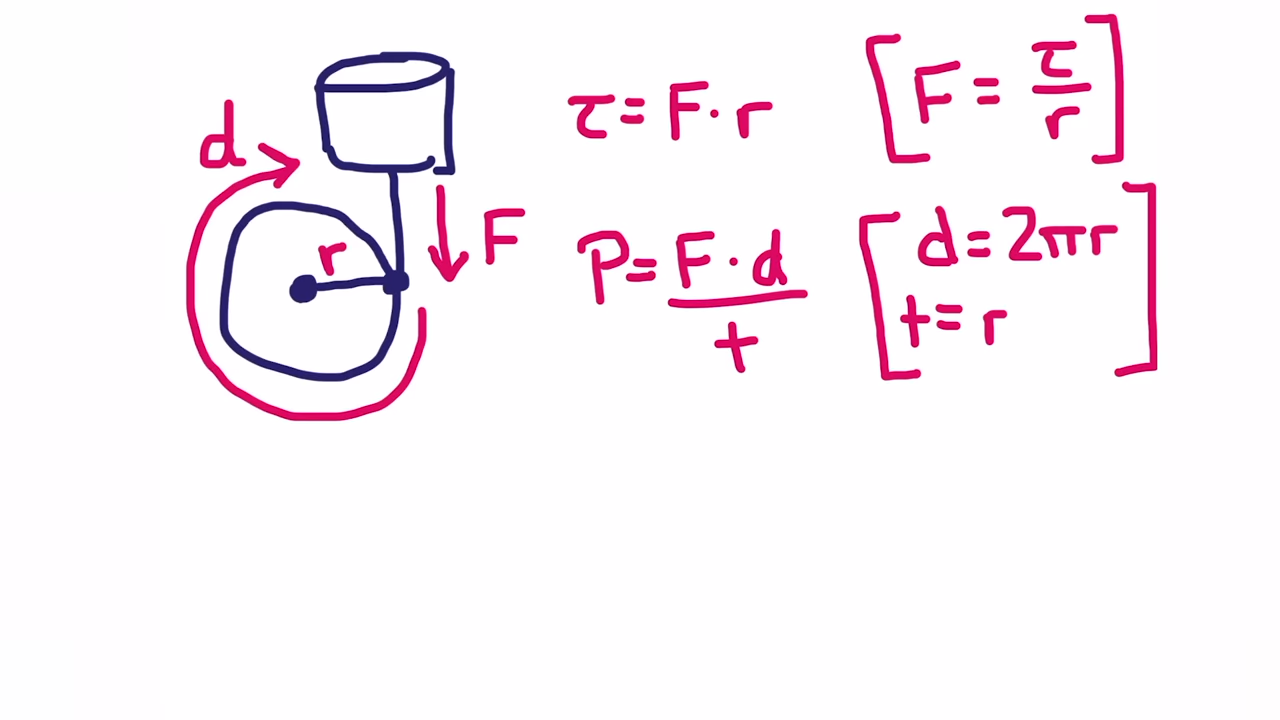 d
r
F
τ = F · r
[F = τ/r]
P = F · d / t
[d = 2πr
t = r]